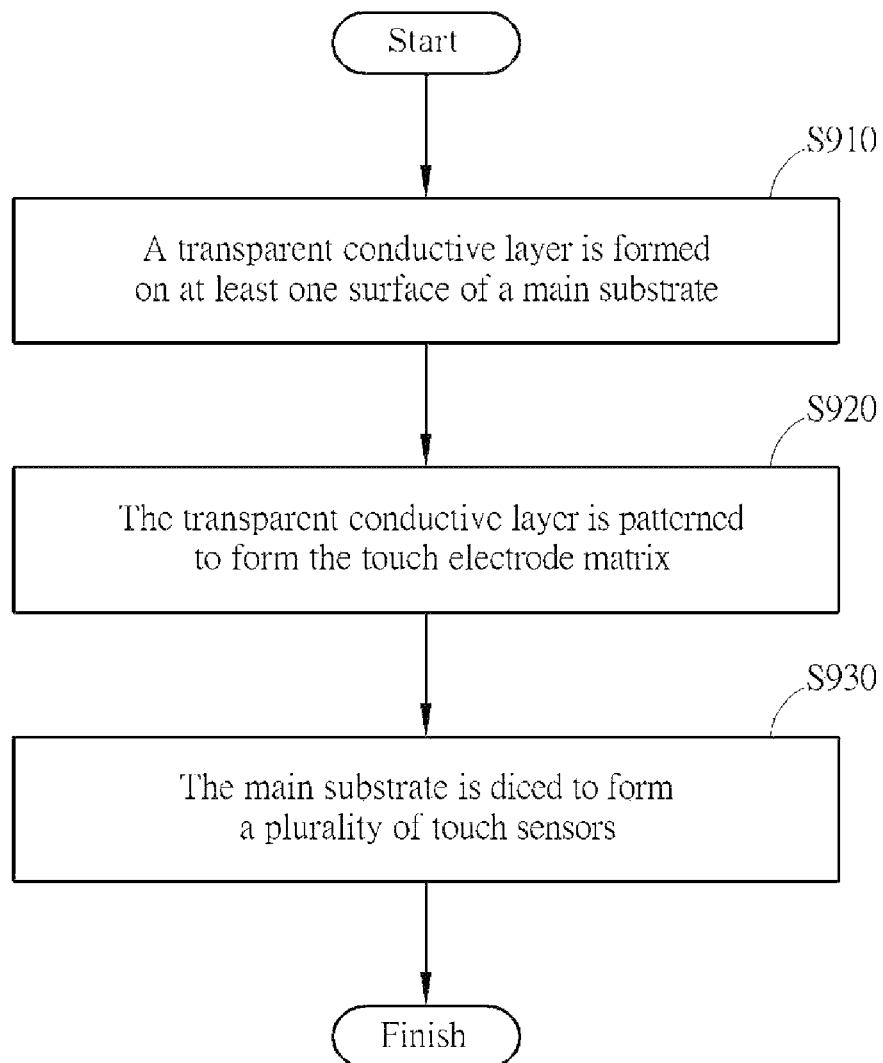 Start
S910
A transparent conductive layer is formed
on at least one surface of a main substrate
S920
The transparent conductive layer is patterned
to form the touch electrode matrix
S930
The main substrate is diced to form
a plurality of touch sensors
Finish